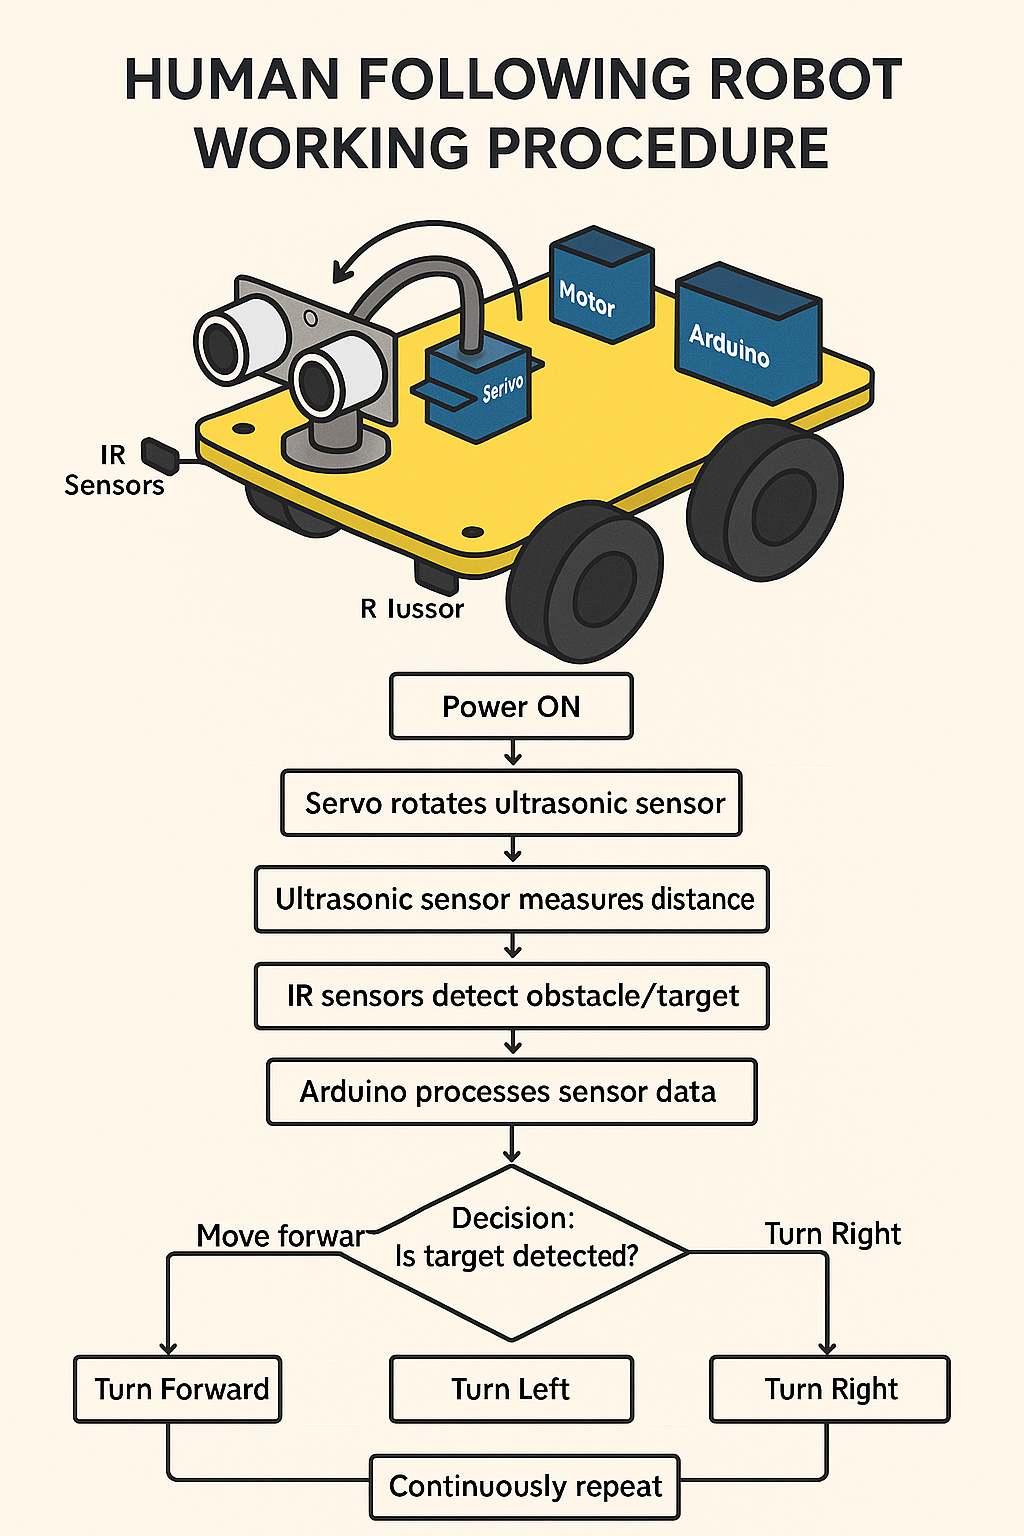 HUMAN FOLLOWING ROBOT
WORKING PROCEDURE
Motor
Arduino
Serivo
IR
Sensors
R Iussor
Power ON
Servo rotates ultrasonic sensor
Ultrasonic sensor measures distance
IR sensors detect obstacle/target
Arduino processes sensor data
Decision:
Is target detected?
Move forwar
Turn Right
Turn Forward
Turn Left
Turn Right
Continuously repeat